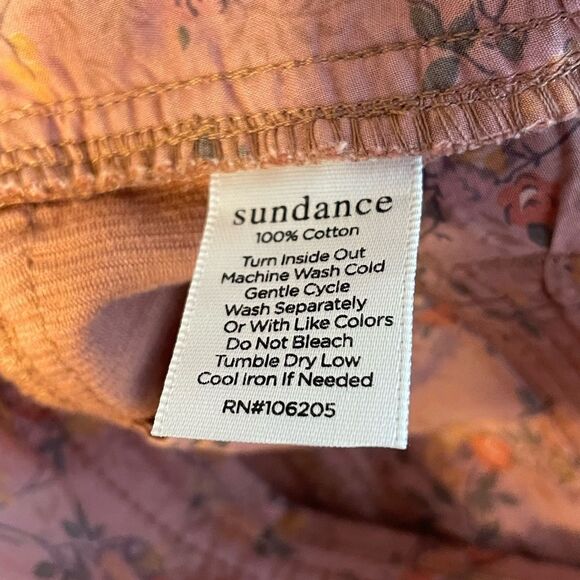 sundance
100% Cotton
Turn Inside Out
Machine Wash Cold
Gentle Cycle
Wash Separately
Or With Like Colors
Do Not Bleach
Tumble Dry Low
Cool Iron If Needed
RN#106205